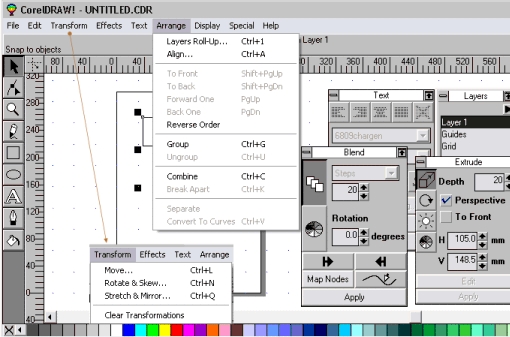 CorelDRAW! - UNTITLED.CDR
File Edit Transform Effects Text Arrange Display Special Help
Snap to objects
Layers Roll-Up... Ctrl+1
Align... Ctrl+A
To Front Shift+PgUp
To Back Shift+PgDn
Forward One PgUp
Back One PgDn
Reverse Order
Group Ctrl+G
Ungroup Ctrl+U
Combine Ctrl+C
Break Apart Ctrl+K
Separate
Convert To Curves Ctrl+V
Layer 1
80 40 0 40
320 360 400 440 480 520 560
320
280
240
200
160
120
80
40
0
40
Transform Effects Text Arrange
Move... Ctrl+L
Rotate & Skew... Ctrl+N
Stretch & Mirror... Ctrl+Q
Clear Transformations
Text
6809chargen
Layers
Layer 1
Guides
Grid
Blend
Steps
20
Rotation
0.0 degrees
Map Nodes
Apply
Extrude
Depth 20
Perspective
To Front
H 105.0 mm
V 148.5 mm
Edit
Apply